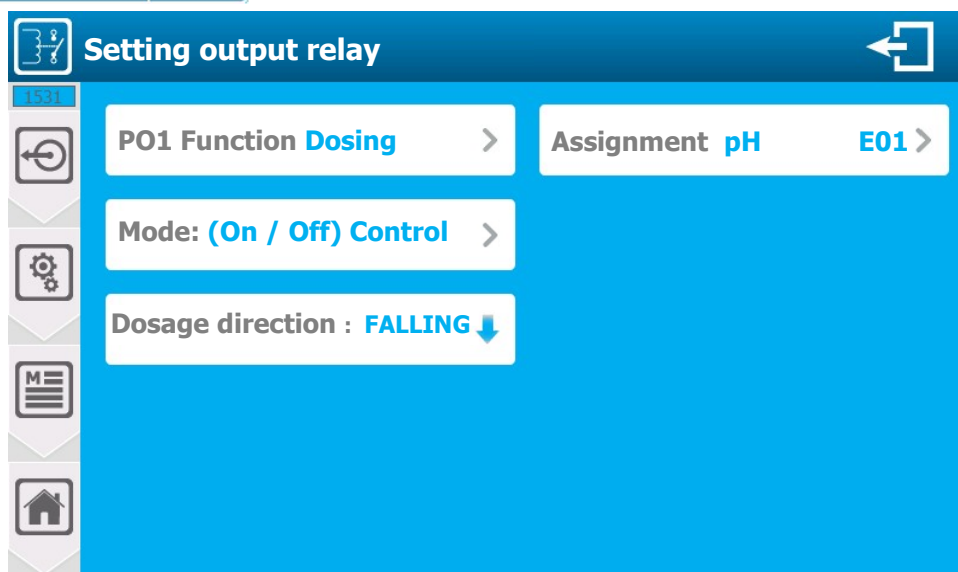 Setting output relay
1531
PO1 Function Dosing
Assignment pH E01
Mode: (On / Off) Control
Dosage direction : FALLING
M